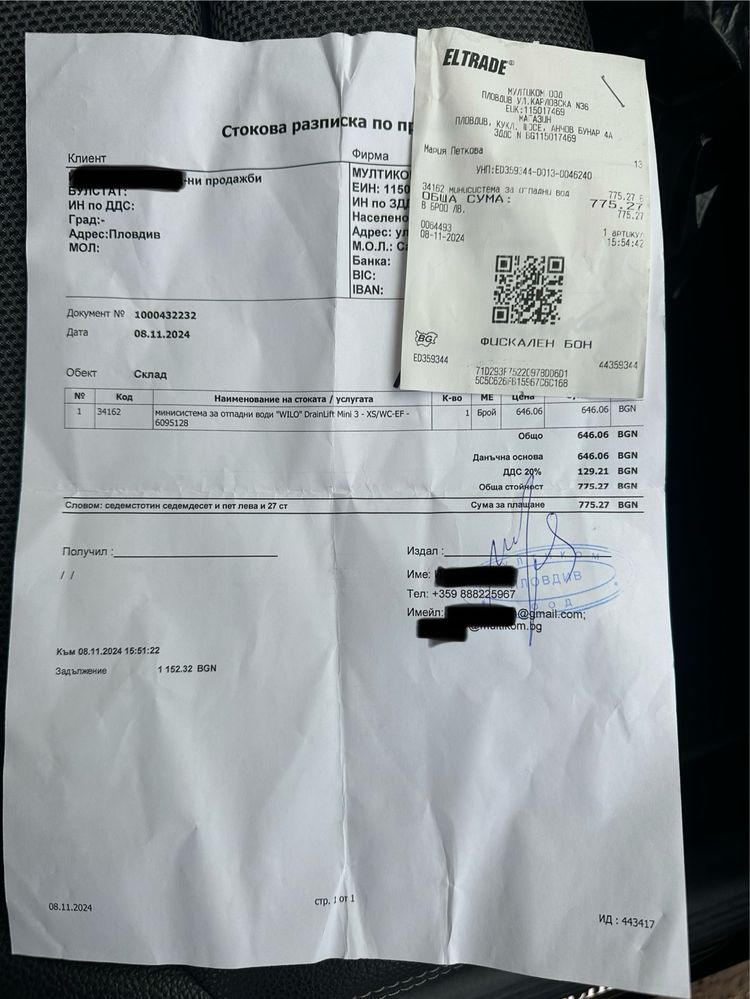 ELTRADE®
МУЛТИКОМ ООД
ПЛОВДИВ УЛ.КАРЛОВСКА N36
ЕИК:115017469
МАГАЗИН
ПЛОВДИВ, КУКЛ. ШОСЕ, АНЧОВ БУНАР 4А
ЗДДС N BG115017469
Мария Петкова 13
УНП:ED359344-0013-0046240
34162 минисистема за отпадни вод 775.27 Б
ОБЩА СУМА: 775.27
В БРОЙ ЛВ. 775.27
0064493 1 артикул
08-11-2024 15:54:42
BG
ФИСКАЛЕН БОН
ED359344 44359344
Стокова разписка по пр
Клиент
ни продажби
БУЛСТАТ:
ИН по ДДС:
Град:-
Адрес:Пловдив
МОЛ:
Фирма
МУЛТИКО
ЕИН: 1150
ИН по ЗДД
Населено
Адрес: ул
М.О.Л.: С
Банка:
BIC:
IBAN:
Документ № 1000432232
Дата 08.11.2024
Обект Склад
№ Код Наименование на стоката / услугата К-во МЕ Цена
1 34162 минисистема за отпадни води "WILO" DrainLift Mini 3 - XS/WC-EF - 1 Брой 646.06 646.06 BGN
6095128
Общо 646.06 BGN
Данъчна основа 646.06 BGN
ДДС 20% 129.21 BGN
Обща стойност 775.27 BGN
Словом: седемстотин седемдесет и пет лева и 27 ст Сума за плащане 775.27 BGN
Получил : Издал :
/ /
Име:
Тел: +359 888225967
Имейл: @gmail.com;
@multikom.bg
ПЛОВДИВ
ООД
Към 08.11.2024 15:51:22
Задължение 1 152.32 BGN
08.11.2024 стр. 1 от 1 ИД : 443417